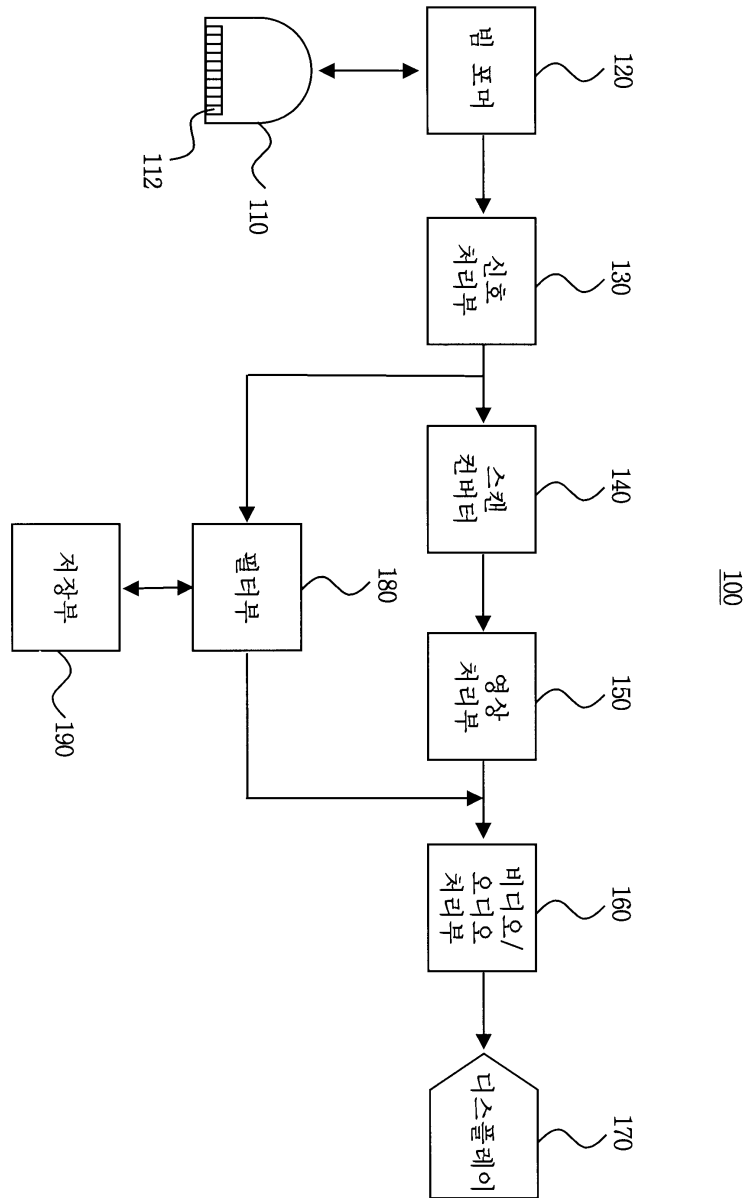 100
120
빔 포머
130
신호
처리부
140
스캔
컨버터
150
영상
처리부
160
비디오/
오디오
처리부
170
디스플레이
110
112
180
필터부
190
저장부